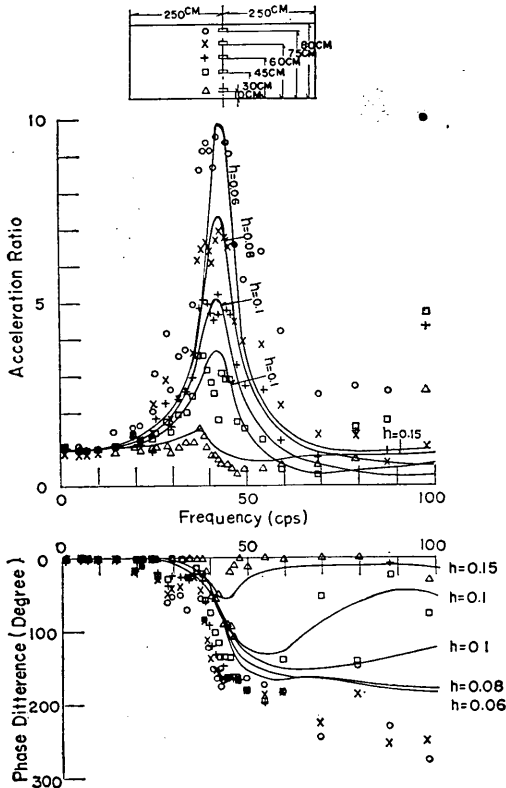 250CM 250CM
80CM
75CM
60CM
45CM
30CM
10CM
10
5
0
Acceleration Ratio
h=0.06
h=0.08
h=0.1
h=0.1
h=0.15
0 50 100
Frequency (cps)
0 50 100
0
100
200
300
Phase Ditterence (Degree)
h=0.15
h=0.1
h=0.1
h=0.08
h=0.06